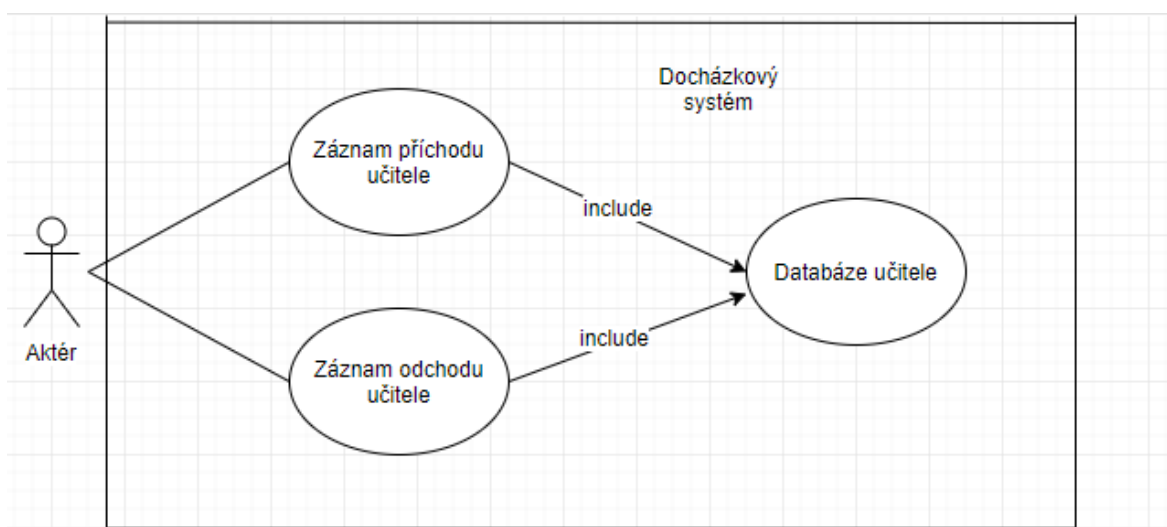 Docházkový
systém
Záznam příchodu
učitele
include
Databáze učitele
include
Aktér
Záznam odchodu
učitele